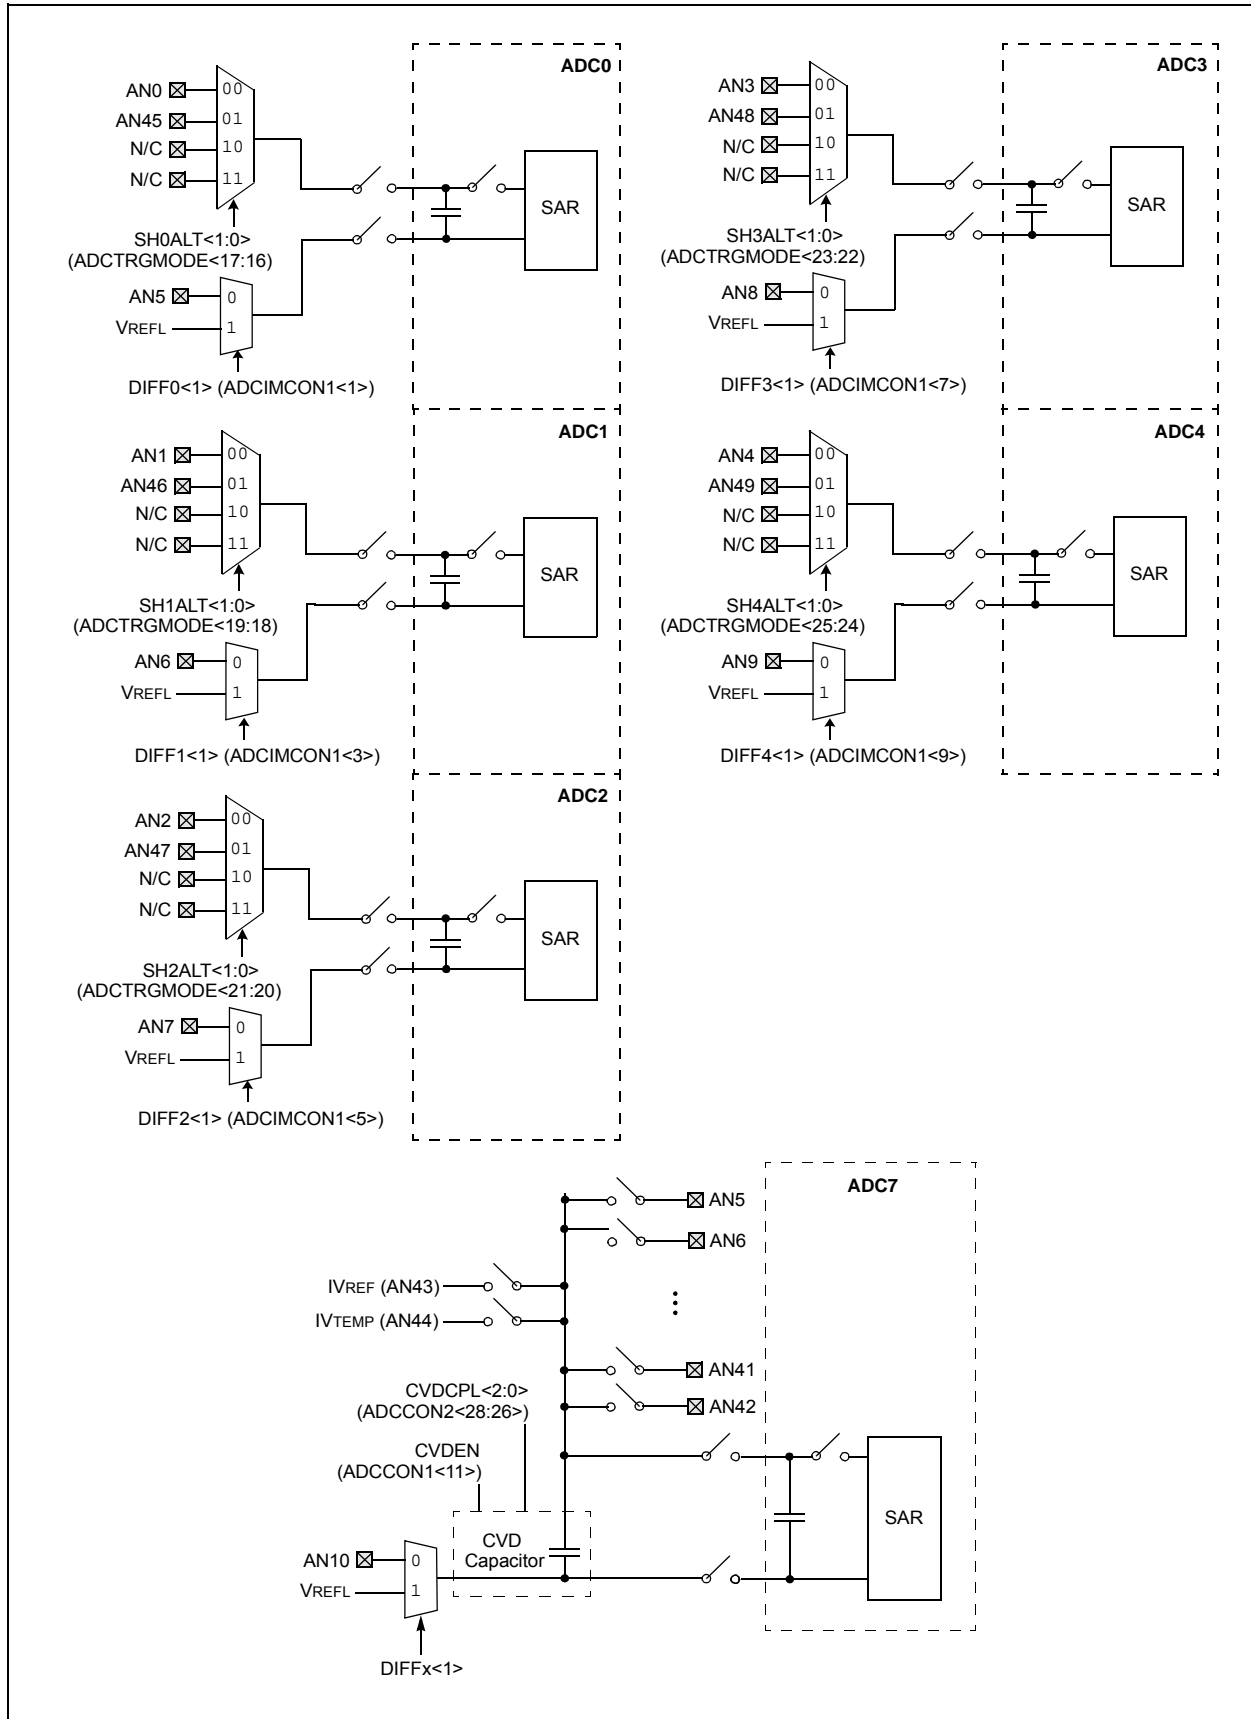 ADC0
AN0
00
AN45
01
N/C
10
N/C
11
SAR
SH0ALT<1:0>
(ADCTRGMODE<17:16)
AN5
0
VREFL
1
DIFF0<1> (ADCIMCON1<1>)
ADC3
AN3
00
AN48
01
N/C
10
N/C
11
SAR
SH3ALT<1:0>
(ADCTRGMODE<23:22)
AN8
0
VREFL
1
DIFF3<1> (ADCIMCON1<7>)
ADC1
AN1
00
AN46
01
N/C
10
N/C
11
SAR
SH1ALT<1:0>
(ADCTRGMODE<19:18)
AN6
0
VREFL
1
DIFF1<1> (ADCIMCON1<3>)
ADC4
AN4
00
AN49
01
N/C
10
N/C
11
SAR
SH4ALT<1:0>
(ADCTRGMODE<25:24)
AN9
0
VREFL
1
DIFF4<1> (ADCIMCON1<9>)
ADC2
AN2
00
AN47
01
N/C
10
N/C
11
SAR
SH2ALT<1:0>
(ADCTRGMODE<21:20)
AN7
0
VREFL
1
DIFF2<1> (ADCIMCON1<5>)
ADC7
AN5
AN6
IVREF (AN43)
IVTEMP (AN44)
AN41
AN42
CVDCPL<2:0>
(ADCCON2<28:26>)
CVDEN
(ADCCON1<11>)
SAR
CVD
Capacitor
AN10
0
VREFL
1
DIFFx<1>